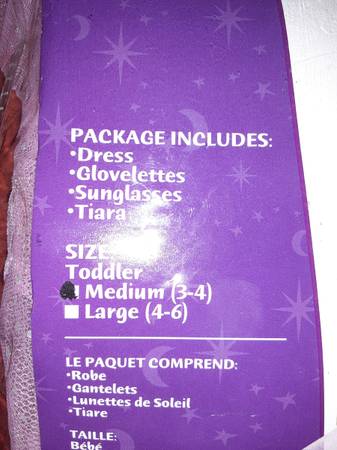 PACKAGE INCLUDES:
•Dress
•Glovelettes
•Sunglasses
•Tiara
SIZE
Toddler
Medium (3-4)
Large (4-6)
LE PAQUET COMPREND:
•Robe
•Gantelets
•Lunettes de Soleil
•Tiare
TAILLE:
Bébé